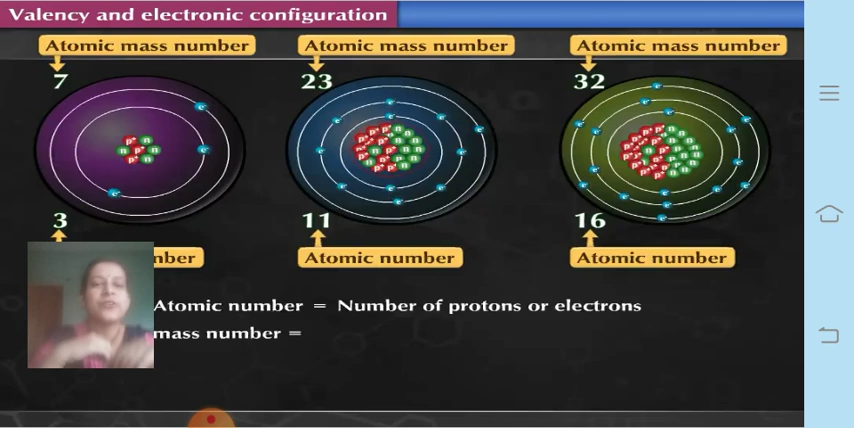 Valency and electronic configuration
Atomic mass number Atomic mass number Atomic mass number
7 23 32
3 11 16
Atomic number Atomic number
Atomic number = Number of protons or electrons
mass number =